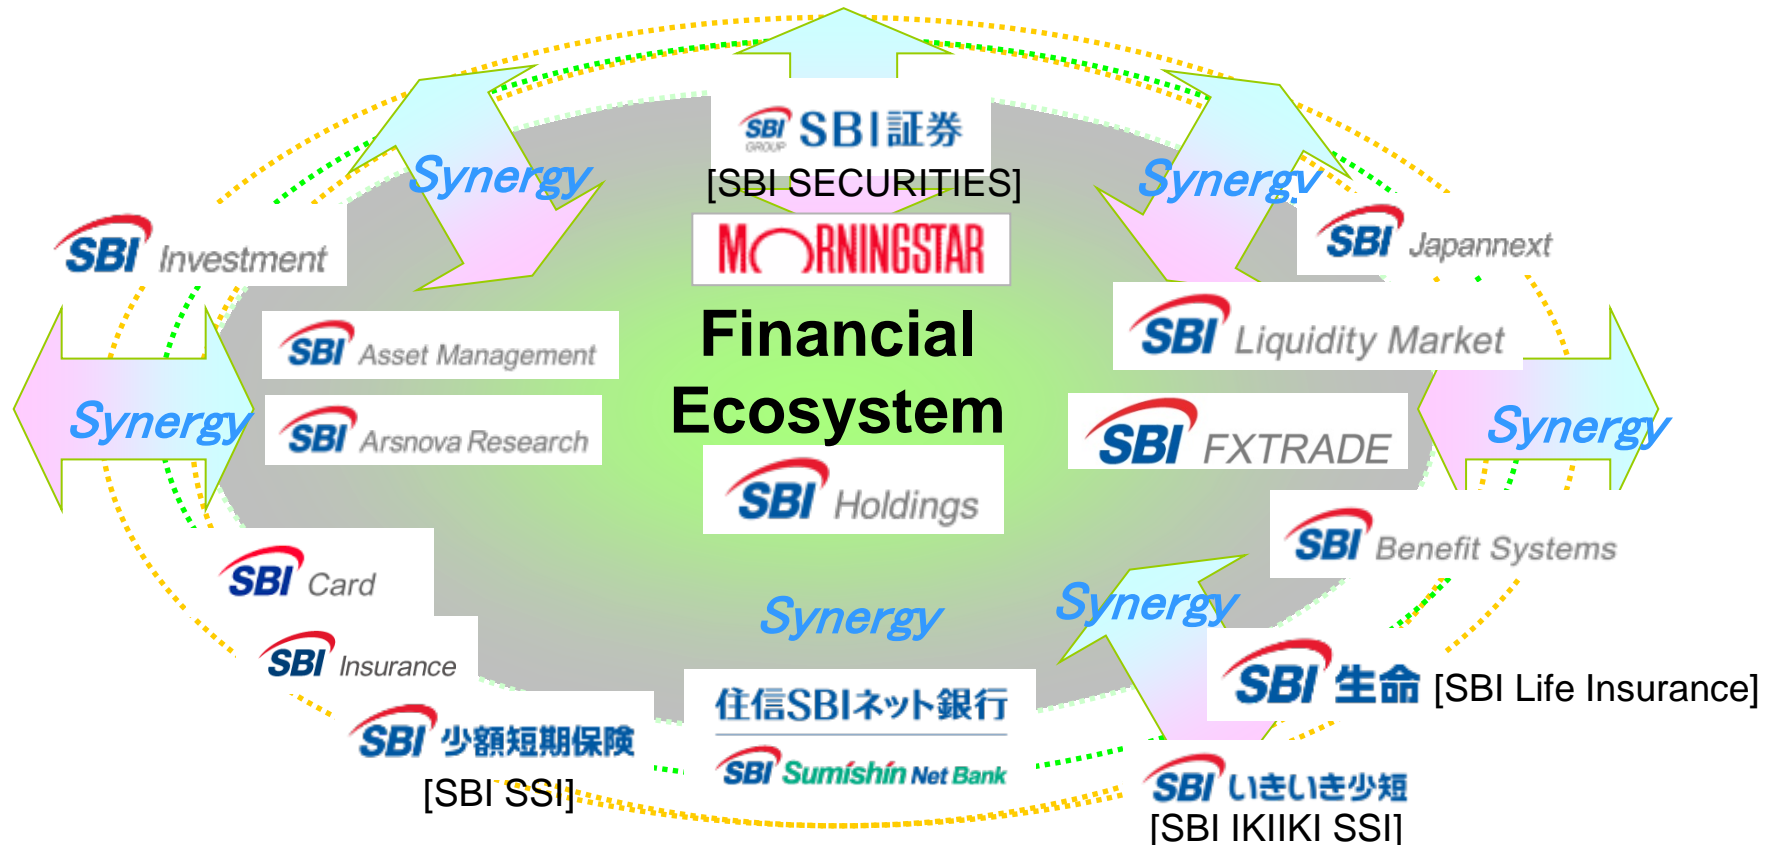 SBI GROUP SBI証券
[SBI SECURITIES]
MORNINGSTAR
Synergy
Synergy
SBI Investment
SBI Japannext
Financial
Ecosystem
SBI Asset Management
SBI Liquidity Market
Synergy
SBI Arsnova Research
SBI FXTRADE
Synergy
SBI Holdings
SBI Benefit Systems
SBI Card
Synergy
Synergy
SBI Insurance
SBI 生命 [SBI Life Insurance]
住信SBIネット銀行
SBI Sumishin Net Bank
SBI 少額短期保険
[SBI SSI]
SBI いきいき少短
[SBI IKIIKI SSI]